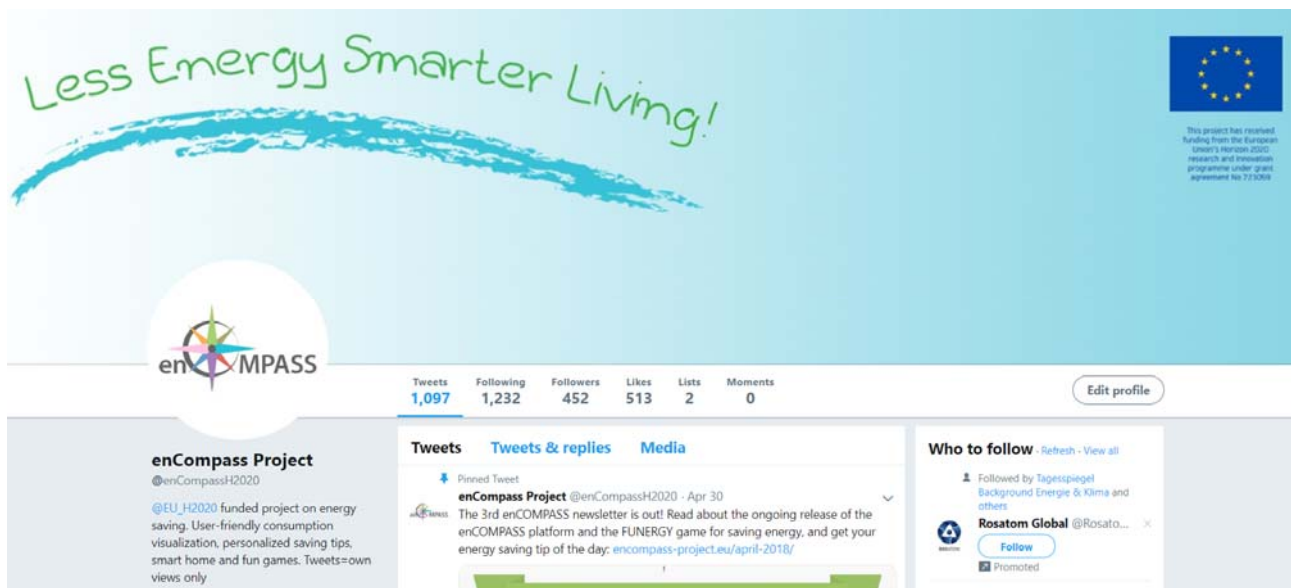 Less Energy Smarter Living!
This project has received
funding from the European
Union's Horizon 2020
research and innovation
programme under grant
agreement No 723059
enCOMPASS
Tweets Following Followers Likes Lists Moments
1,097 1,232 452 513 2 0
Edit profile
enCompass Project
@enCompassH2020
@EU_H2020 funded project on energy
saving. User-friendly consumption
visualization, personalized saving tips,
smart home and fun games. Tweets=own
views only
Tweets Tweets & replies Media
Pinned Tweet
enCompass Project @enCompassH2020 - Apr 30
The 3rd enCOMPASS newsletter is out! Read about the ongoing release of the
enCOMPASS platform and the FUNERGY game for saving energy, and get your
energy saving tip of the day: encompass-project.eu/april-2018/
Who to follow · Refresh · View all
Followed by Tagesspiegel
Background Energie & Klima and
others
Rosatom Global @Rosato...
Follow
Promoted